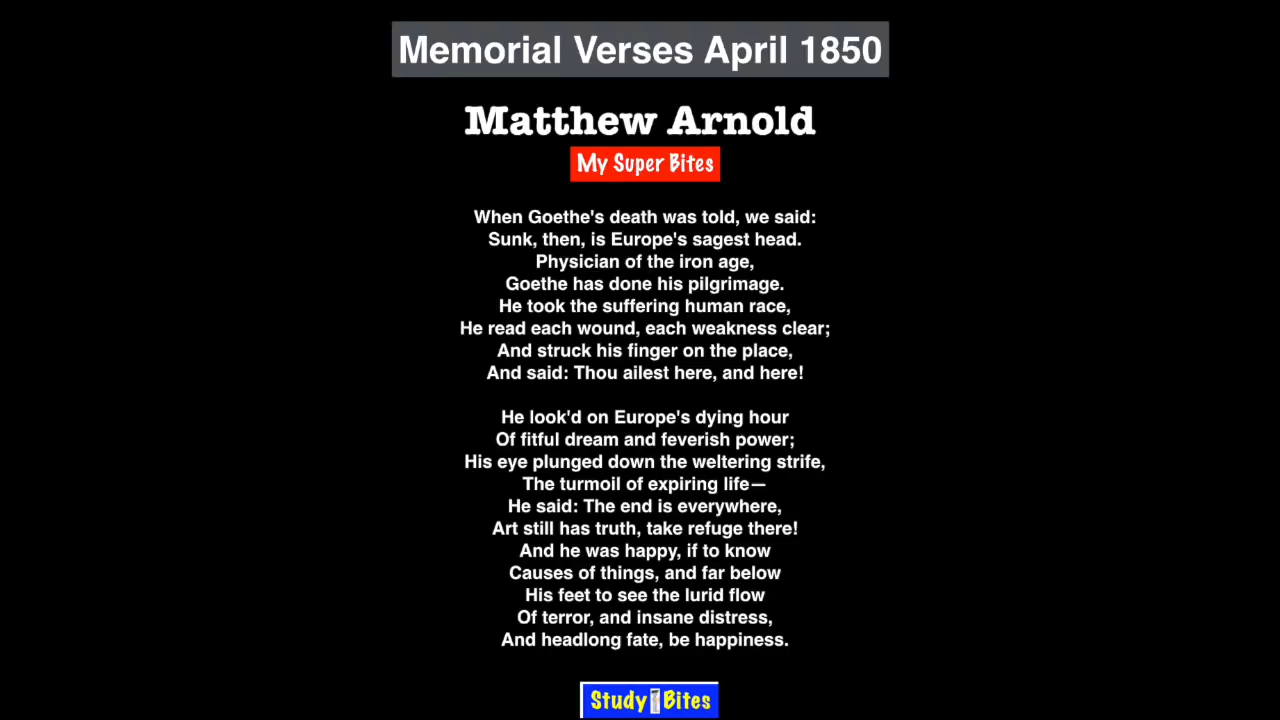 Memorial Verses April 1850
Matthew Arnold
My Super Bites
When Goethe's death was told, we said:
Sunk, then, is Europe's sagest head.
Physician of the iron age,
Goethe has done his pilgrimage.
He took the suffering human race,
He read each wound, each weakness clear;
And struck his finger on the place,
And said: Thou ailest here, and here!
He look'd on Europe's dying hour
Of fitful dream and feverish power;
His eye plunged down the weltering strife,
The turmoil of expiring life—
He said: The end is everywhere,
Art still has truth, take refuge there!
And he was happy, if to know
Causes of things, and far below
His feet to see the lurid flow
Of terror, and insane distress,
And headlong fate, be happiness.
Study Bites